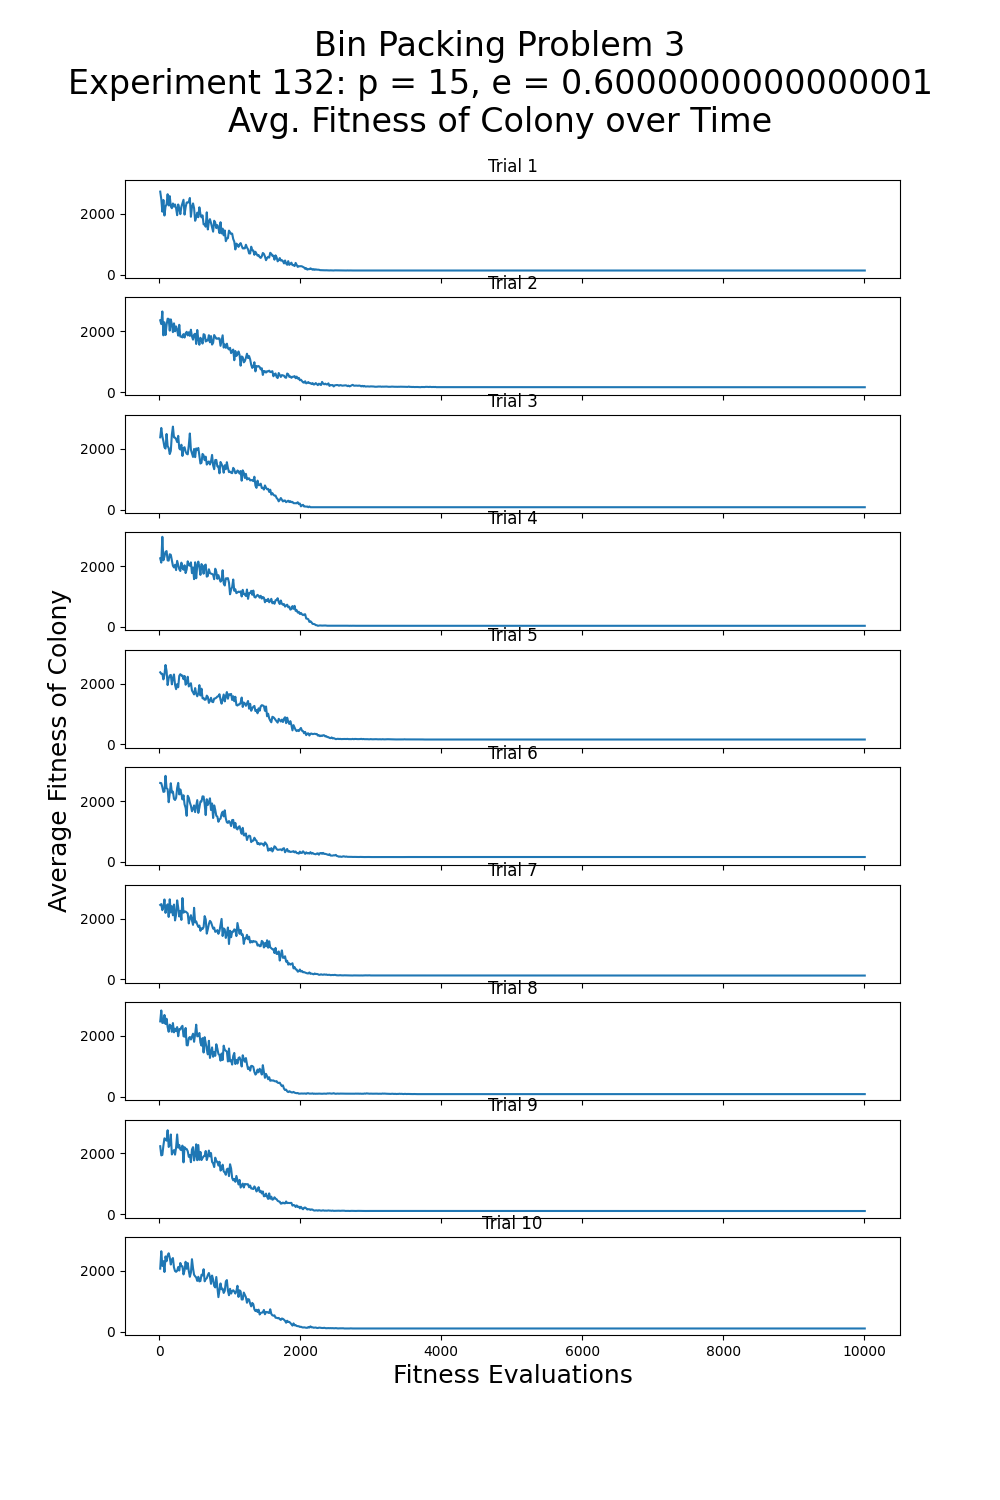 Bin Packing Problem 3
Experiment 132: p = 15, e = 0.6000000000000001
Avg. Fitness of Colony over Time
Trial 1
2000
0
Trial 2
2000
0
Trial 3
2000
0
Trial 4
2000
0
Trial 5
2000
0
Trial 6
2000
0
Trial 7
2000
0
Trial 8
2000
0
Trial 9
2000
0
Trial 10
2000
0
0 2000 4000 6000 8000 10000
Fitness Evaluations
Average Fitness of Colony